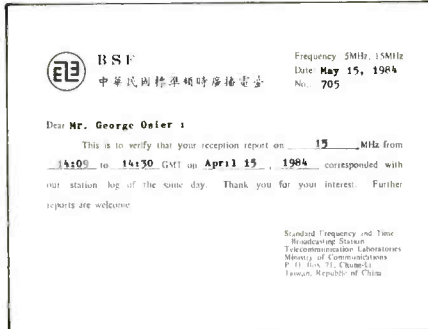 BSF
中華民國標準頻時廣播電臺
Frequency 5MHz, 15MHz
Date May 15, 1984
No. 705
Dear Mr. George Osier :
This is to verify that your reception report on 15 MHz from
14:09 to 14:30 GMT on April 15 , 1984 corresponded with
our station log of the same day. Thank you for your interest. Further
reports are welcome
Standard Frequency and Time
Broadcasting Station
Telecommunication Laboratories
Ministry of Communications
P. O. Box 71, Chung-Li
Taiwan, Republic of China